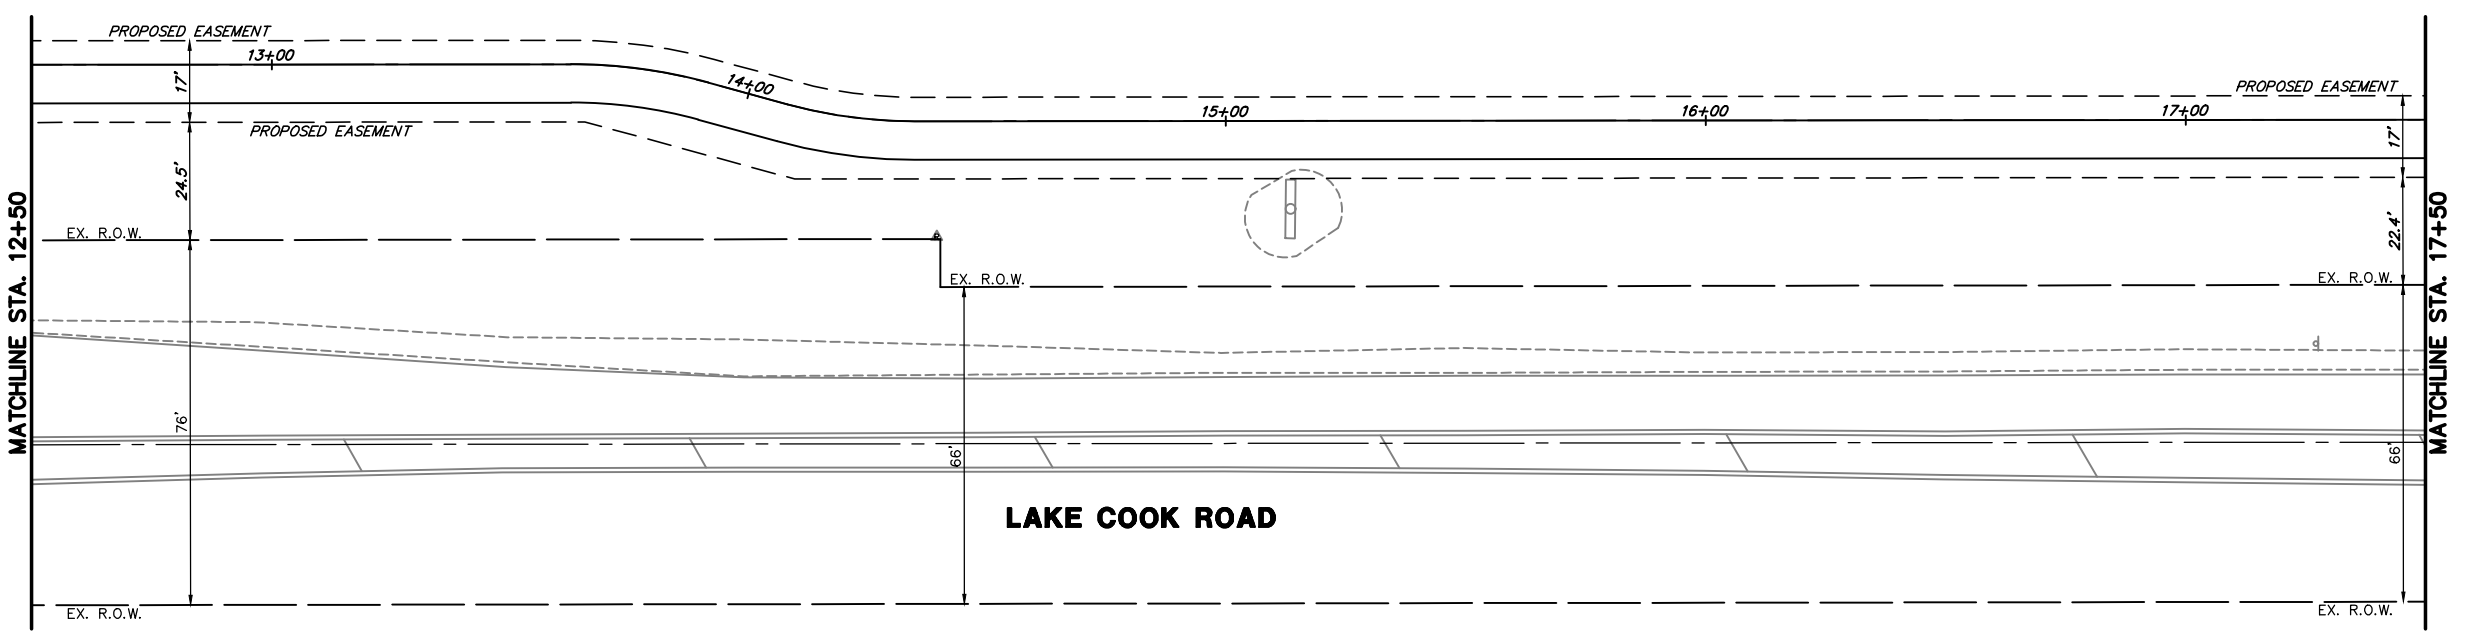 PROPOSED EASEMENT
13+00
17'
14+00
PROPOSED EASEMENT
15+00
16+00
17+00
PROPOSED EASEMENT
17'
24.5'
22.4'
EX. R.O.W.
EX. R.O.W.
EX. R.O.W.
MATCHLINE STA. 12+50
MATCHLINE STA. 17+50
76'
66'
66'
LAKE COOK ROAD
EX. R.O.W.
EX. R.O.W.